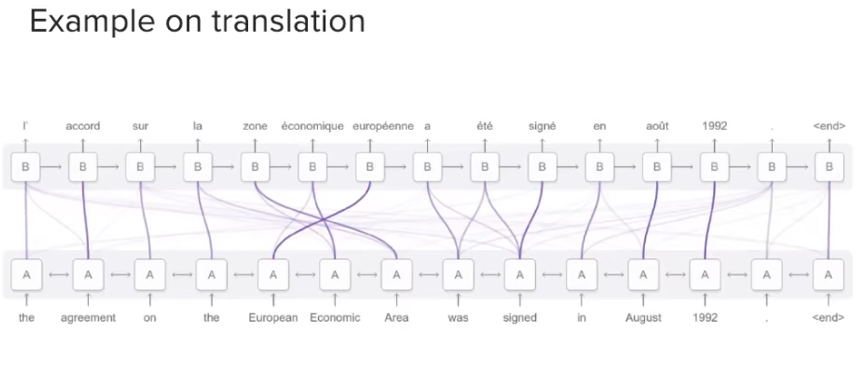 Example on translation
l' accord sur la zone économique européenne a été signé en août 1992 . <end>
B B B B B B B B B B B B B B B
A A A A A A A A A A A A A A
the agreement on the European Economic Area was signed in August 1992 . <end>